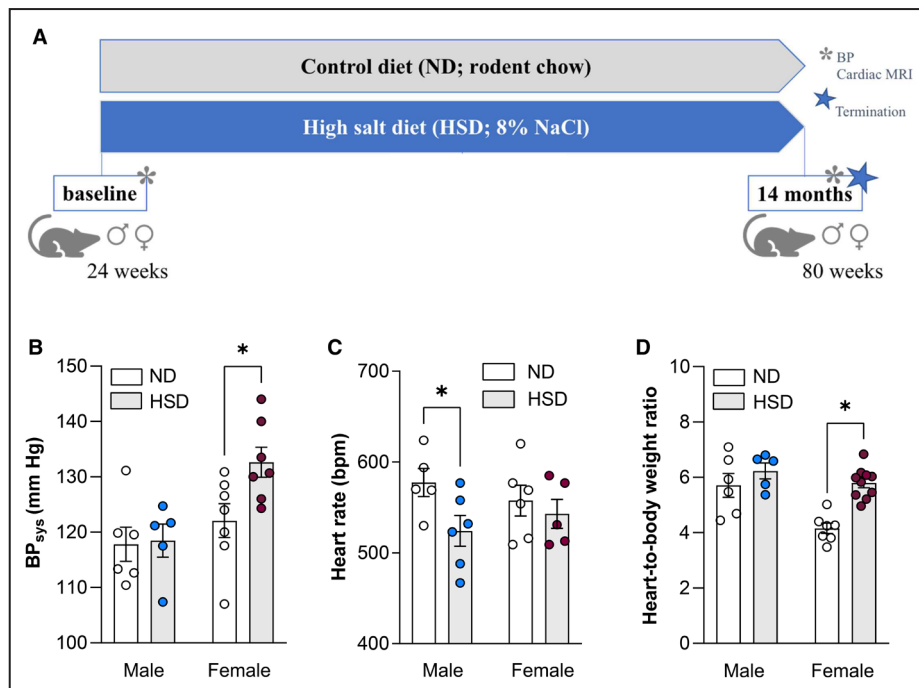 A
Control diet (ND; rodent chow)
* BP
Cardiac MRI
High salt diet (HSD; 8% NaCl)
Termination
baseline *
♂ ♀
24 weeks
*
14 months
♂ ♀
80 weeks
B
*
150
140
130
120
110
100
BPsys (mm Hg)
ND
HSD
Male Female
C
*
700
600
500
400
Heart rate (bpm)
ND
HSD
Male Female
D
*
10
8
6
4
2
0
Heart-to-body weight ratio
ND
HSD
Male Female